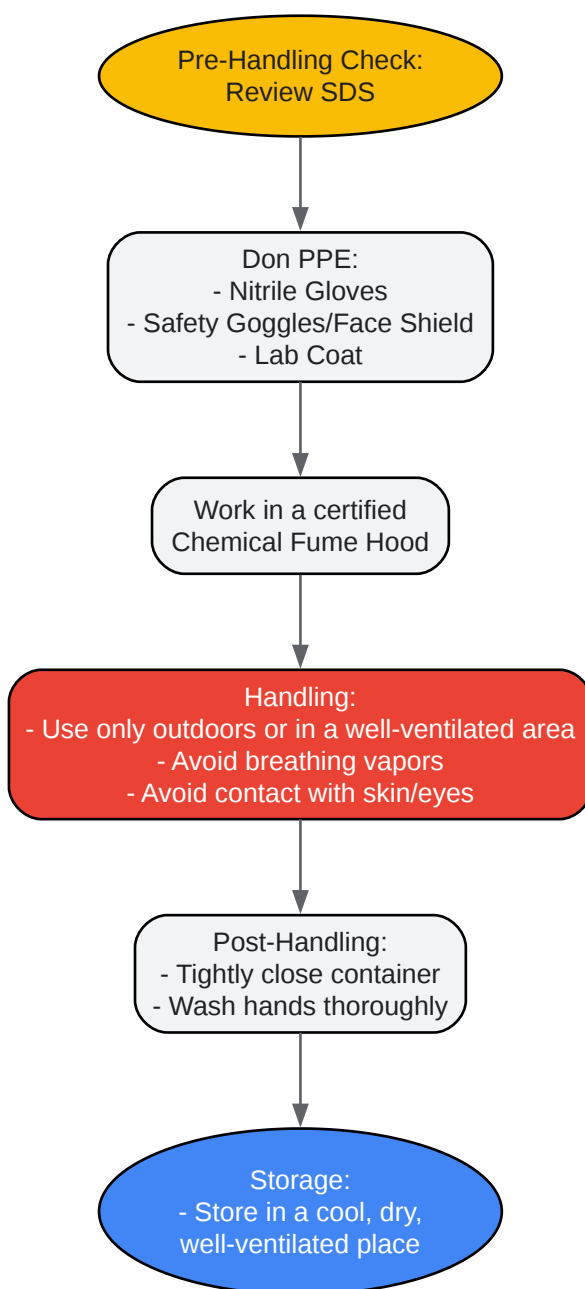 Pre-Handling Check:
Review SDS
Don PPE:
- Nitrile Gloves
- Safety Goggles/Face Shield
- Lab Coat
Work in a certified
Chemical Fume Hood
Handling:
- Use only outdoors or in a well-ventilated area
- Avoid breathing vapors
- Avoid contact with skin/eyes
Post-Handling:
- Tightly close container
- Wash hands thoroughly
Storage:
- Store in a cool, dry,
well-ventilated place